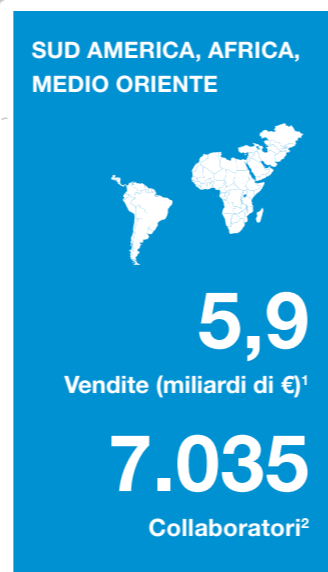 SUD AMERICA, AFRICA,
MEDIO ORIENTE
5,9
Vendite (miliardi di €)¹
7.035
Collaboratori²